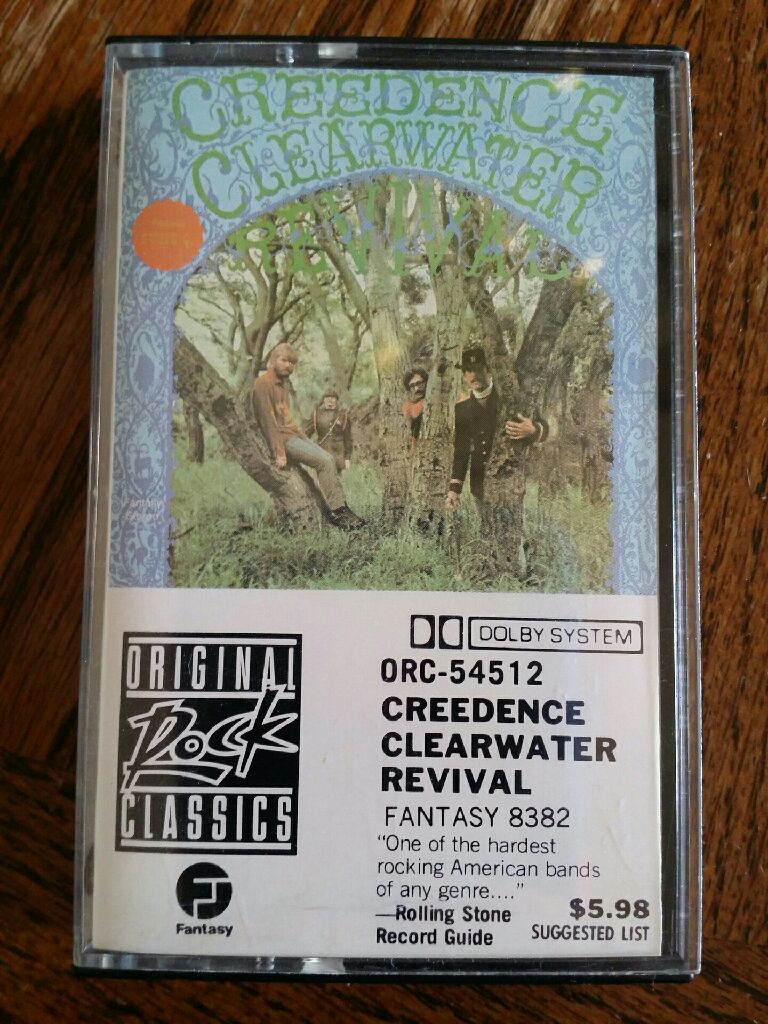 CREEDENCE
CLEARWATER
REVIVAL
Fantasy
DOLBY SYSTEM
ORC-54512
CREEDENCE
CLEARWATER
REVIVAL
FANTASY 8382
"One of the hardest
rocking American bands
of any genre...."
—Rolling Stone
Record Guide
$5.98
SUGGESTED LIST
ORIGINAL
Rock
CLASSICS
Fantasy